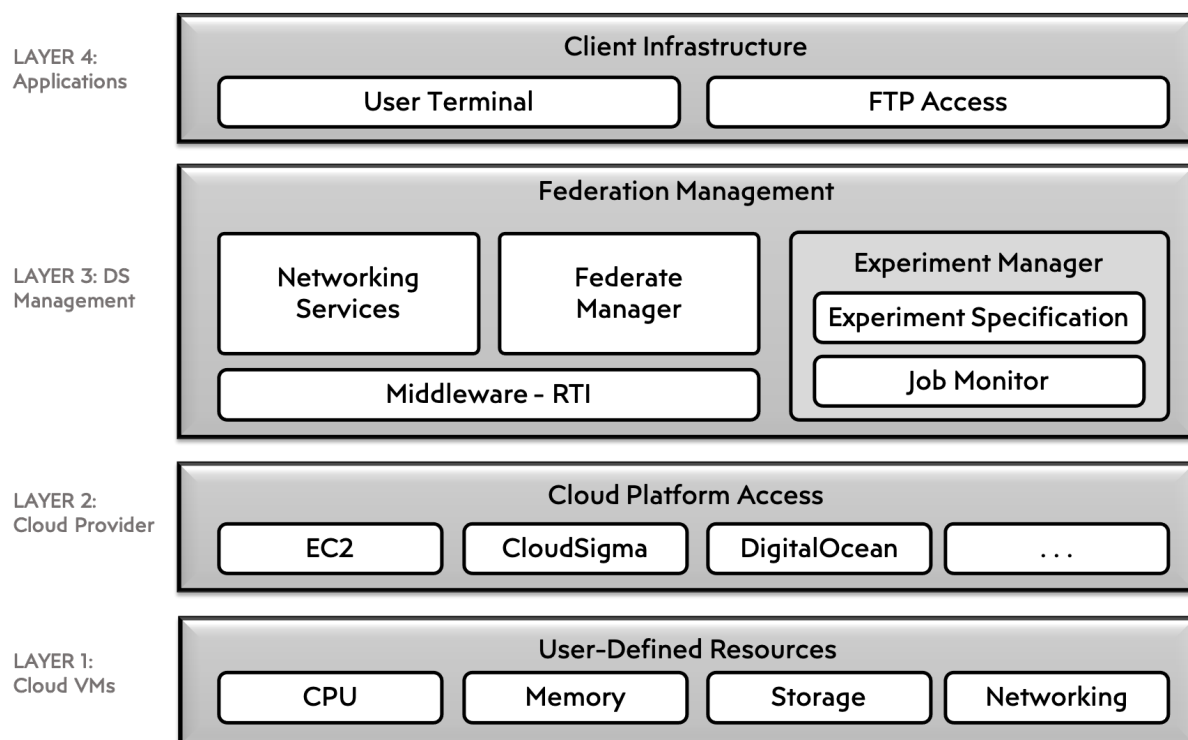 LAYER 4:
Applications
Client Infrastructure
User Terminal
FTP Access
LAYER 3: DS
Management
Federation Management
Networking
Services
Federate
Manager
Middleware - RTI
Experiment Manager
Experiment Specification
Job Monitor
LAYER 2:
Cloud Provider
Cloud Platform Access
EC2
CloudSigma
DigitalOcean
. . .
LAYER 1:
Cloud VMs
User-Defined Resources
CPU
Memory
Storage
Networking